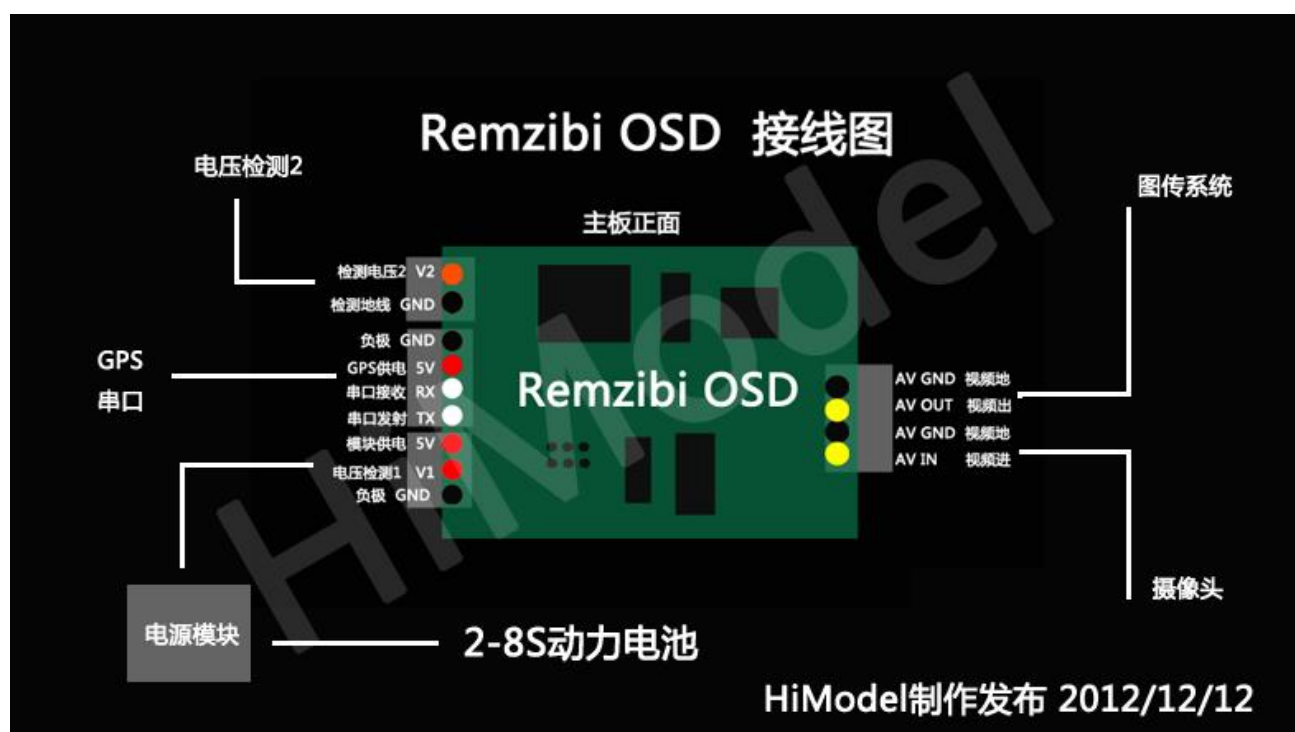 Remzibi OSD 接线图
电压检测2
图传系统
主板正面
检测电压2 V2
检测地线 GND
负极 GND
GPS供电 5V
串口接收 RX
串口发射 TX
模块供电 5V
电压检测1 V1
负极 GND
GPS
串口
Remzibi OSD
AV GND 视频地
AV OUT 视频出
AV GND 视频地
AV IN 视频进
摄像头
电源模块
2-8S动力电池
HiModel制作发布 2012/12/12
HiModel